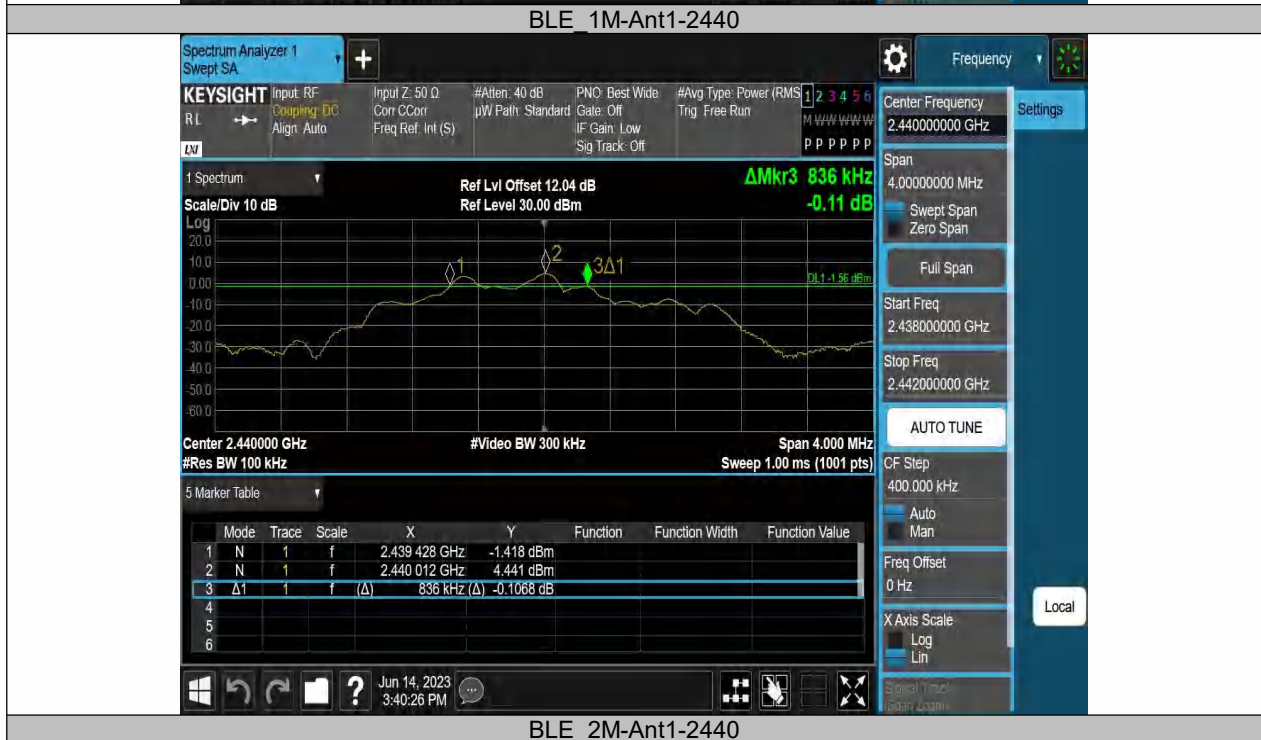 BLE_1M-Ant1-2440
Spectrum Analyzer 1
Swept SA
+
Frequency
KEYSIGHT
Input: RF
Input Z: 50 Ω
#Atten: 40 dB
PNO: Best Wide
#Avg Type: Power (RMS
1 2 3 4 5 6
RL
Coupling: DC
Corr CCorr
µW Path: Standard
Gate: Off
Trig: Free Run
M W W W W W
Align: Auto
Freq Ref: Int (S)
IF Gain: Low
Sig Track: Off
P P P P P P
LXI
Center Frequency
2.440000000 GHz
Settings
Span
4.00000000 MHz
Swept Span
Zero Span
Full Span
Start Freq
2.438000000 GHz
Stop Freq
2.442000000 GHz
AUTO TUNE
CF Step
400.000 kHz
Auto
Man
Freq Offset
0 Hz
X Axis Scale
Log
Lin
Local
1 Spectrum
Scale/Div 10 dB
Ref Lvl Offset 12.04 dB
Ref Level 30.00 dBm
ΔMkr3 836 kHz
-0.11 dB
Log
20.0
10.0
0.00
-10.0
-20.0
-30.0
-40.0
-50.0
-60.0
1
2
3Δ1
DL1 -1.56 dBm
Center 2.440000 GHz
#Video BW 300 kHz
Span 4.000 MHz
#Res BW 100 kHz
Sweep 1.00 ms (1001 pts)
5 Marker Table
Mode Trace Scale X Y Function Function Width Function Value
1 N 1 f 2.439 428 GHz -1.418 dBm
2 N 1 f 2.440 012 GHz 4.441 dBm
3 Δ1 1 f (Δ) 836 kHz (Δ) -0.1068 dB
4
5
6
?
Jun 14, 2023
3:40:26 PM
BLE_2M-Ant1-2440